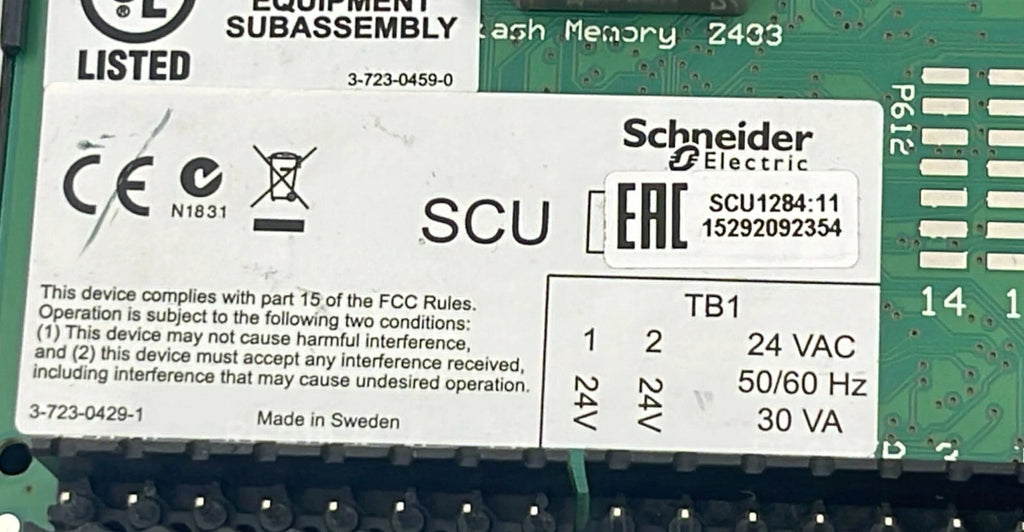 UL
®
LISTED
EQUIPMENT
SUBASSEMBLY
3-723-0459-0
ash Memory 2433
P612
CE
N1831
SCU
Schneider
Electric
EAC
SCU1284:11
15292092354
This device complies with part 15 of the FCC Rules.
Operation is subject to the following two conditions:
(1) This device may not cause harmful interference,
and (2) this device must accept any interference received,
including interference that may cause undesired operation.
3-723-0429-1
Made in Sweden
TB1
1 2 24 VAC
24V 24V 50/60 Hz
30 VA
14 1